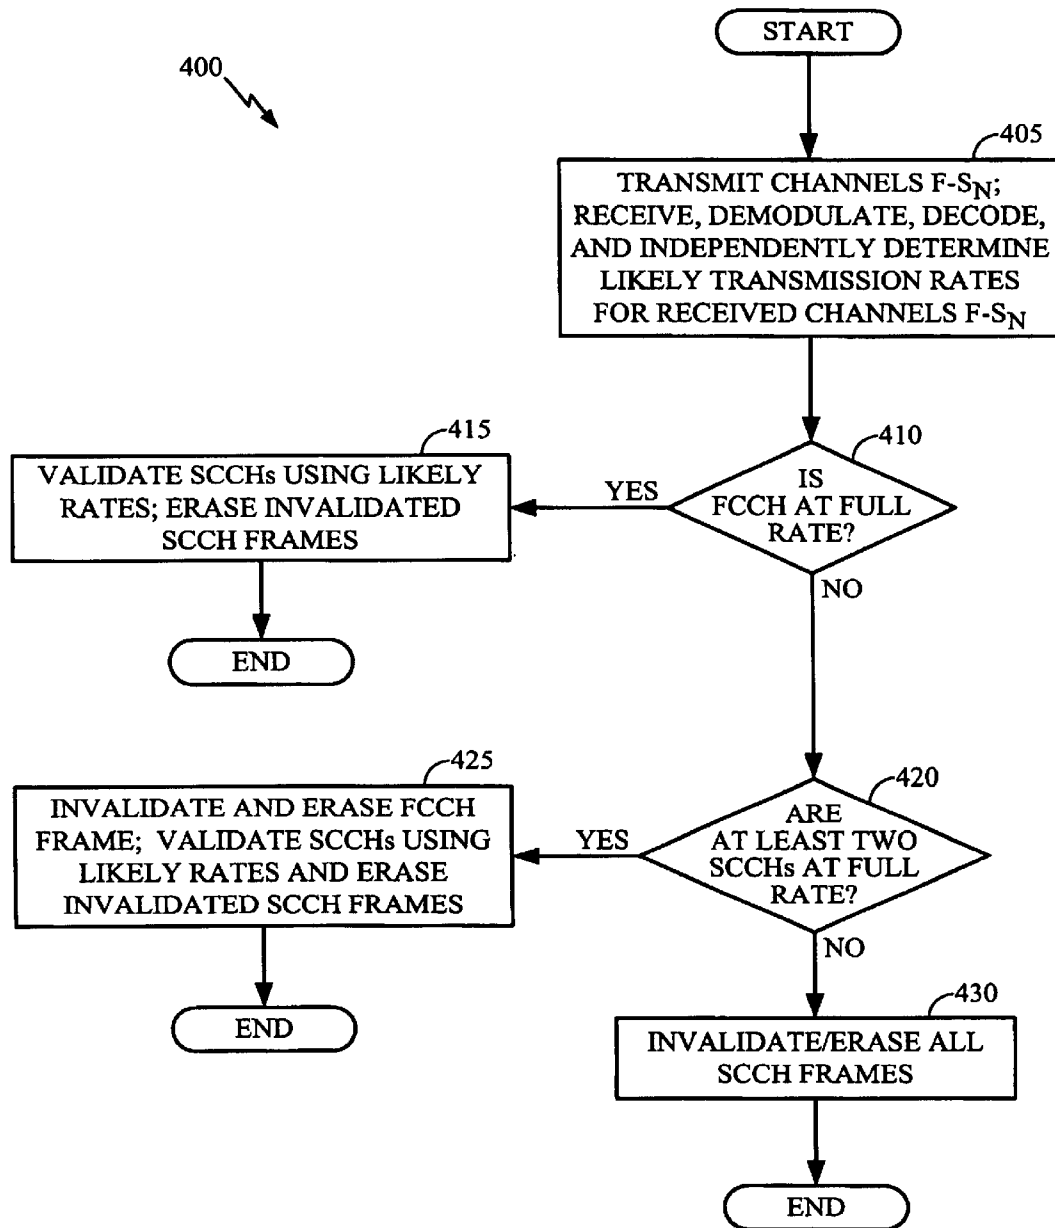 START
400
405
TRANSMIT CHANNELS F-SN;
RECEIVE, DEMODULATE, DECODE,
AND INDEPENDENTLY DETERMINE
LIKELY TRANSMISSION RATES
FOR RECEIVED CHANNELS F-SN
410
IS
FCCH AT FULL
RATE?
YES
NO
415
VALIDATE SCCHs USING LIKELY
RATES; ERASE INVALIDATED
SCCH FRAMES
END
420
ARE
AT LEAST TWO
SCCHs AT FULL
RATE?
YES
NO
425
INVALIDATE AND ERASE FCCH
FRAME; VALIDATE SCCHs USING
LIKELY RATES AND ERASE
INVALIDATED SCCH FRAMES
END
430
INVALIDATE/ERASE ALL
SCCH FRAMES
END